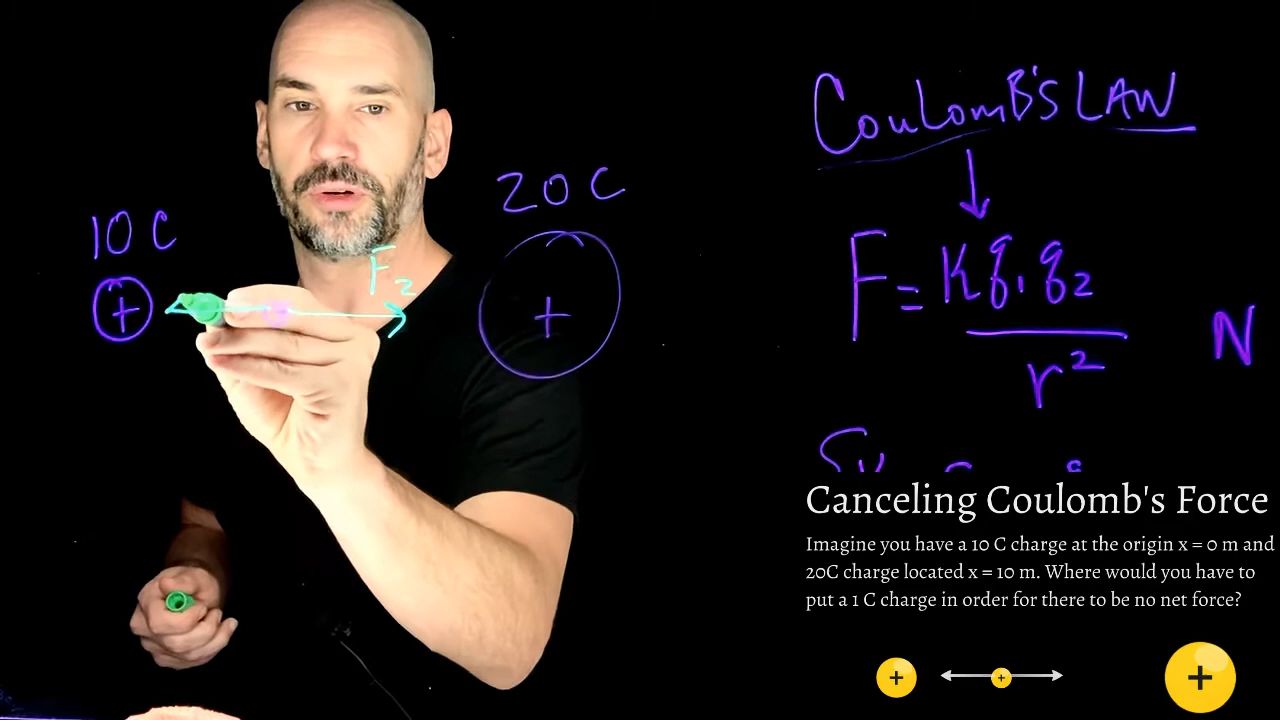 10 C
+
F2
20 C
+
COULOMB'S LAW
F = Kq1q2
r²
N
Canceling Coulomb's Force
Imagine you have a 10 C charge at the origin x = 0 m and
20C charge located x = 10 m. Where would you have to
put a 1 C charge in order for there to be no net force?
+ + +